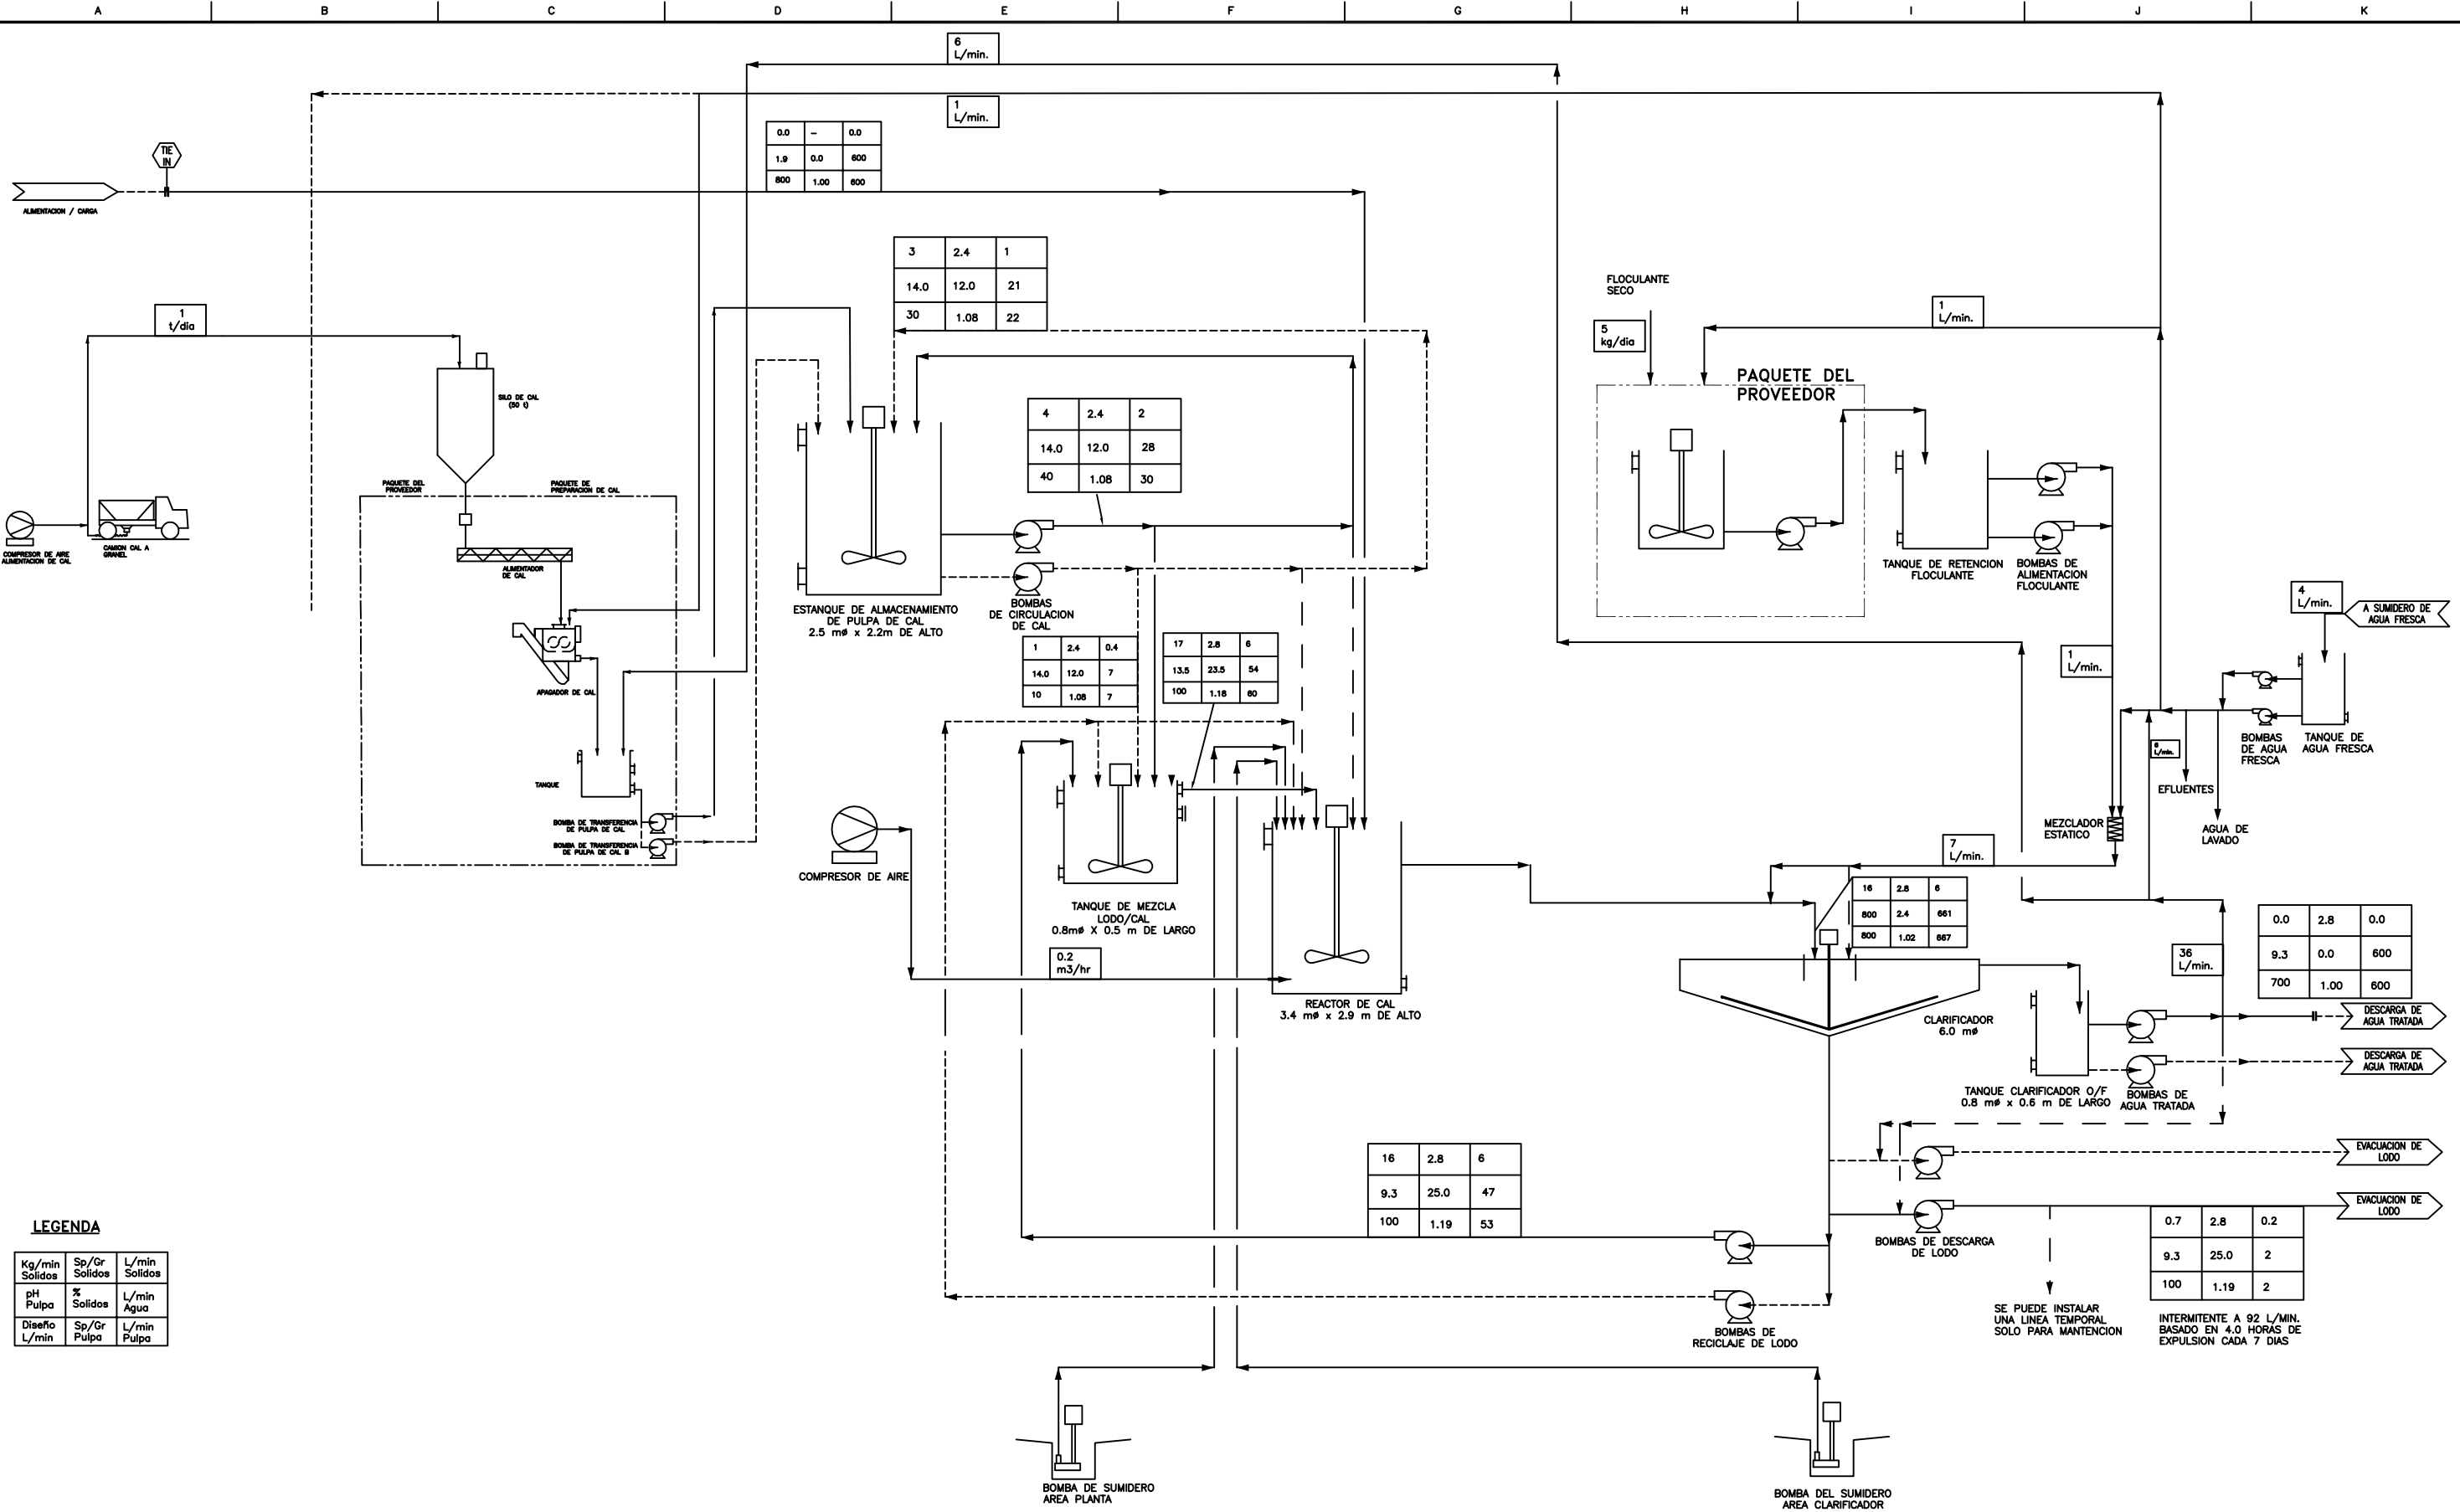 A
B
C
D
E
F
G
H
I
J
K
6
L/min.
1
L/min.
TIE
IN
ALIMENTACION / CARGA
0.0 – 0.0
1.9 0.0 600
800 1.00 600
3 2.4 1
14.0 12.0 21
30 1.08 22
1
t/dia
SILO DE CAL
(50 t)
COMPRESOR DE AIRE
ALIMENTACION DE CAL
CAMION CAL A
GRANEL
PAQUETE DEL
PROVEEDOR
PAQUETE DE
PREPARACION DE CAL
ALIMENTADOR
DE CAL
APAGADOR DE CAL
TANQUE
BOMBA DE TRANSFERENCIA
DE PULPA DE CAL
BOMBA DE TRANSFERENCIA
DE PULPA DE CAL B
4 2.4 2
14.0 12.0 28
40 1.08 30
ESTANQUE DE ALMACENAMIENTO
DE PULPA DE CAL
2.5 mø x 2.2m DE ALTO
BOMBAS
DE CIRCULACION
DE CAL
1 2.4 0.4
14.0 12.0 7
10 1.08 7
17 2.8 6
13.5 23.5 54
100 1.18 60
COMPRESOR DE AIRE
TANQUE DE MEZCLA
LODO/CAL
0.8mø X 0.5 m DE LARGO
0.2
m3/hr
REACTOR DE CAL
3.4 mø x 2.9 m DE ALTO
FLOCULANTE
SECO
5
kg/dia
1
L/min.
PAQUETE DEL
PROVEEDOR
TANQUE DE RETENCION
FLOCULANTE
BOMBAS DE
ALIMENTACION
FLOCULANTE
4
L/min.
A SUMIDERO DE
AGUA FRESCA
1
L/min.
6
L/min.
BOMBAS
DE AGUA
FRESCA
TANQUE DE
AGUA FRESCA
EFLUENTES
AGUA DE
LAVADO
MEZCLADOR
ESTATICO
7
L/min.
16 2.8 6
800 2.4 661
800 1.02 667
36
L/min.
0.0 2.8 0.0
9.3 0.0 600
700 1.00 600
DESCARGA DE
AGUA TRATADA
DESCARGA DE
AGUA TRATADA
CLARIFICADOR
6.0 mø
TANQUE CLARIFICADOR O/F
0.8 mø x 0.6 m DE LARGO
BOMBAS DE
AGUA TRATADA
EVACUACION DE
LODO
EVACUACION DE
LODO
16 2.8 6
9.3 25.0 47
100 1.19 53
BOMBAS DE DESCARGA
DE LODO
0.7 2.8 0.2
9.3 25.0 2
100 1.19 2
BOMBAS DE
RECICLAJE DE LODO
SE PUEDE INSTALAR
UNA LINEA TEMPORAL
SOLO PARA MANTENCION
INTERMITENTE A 92 L/MIN.
BASADO EN 4.0 HORAS DE
EXPULSION CADA 7 DIAS
LEGENDA
Kg/min Solidos
Sp/Gr Solidos
L/min Solidos
pH Pulpa
% Solidos
L/min Agua
Diseño L/min
Sp/Gr Pulpa
L/min Pulpa
BOMBA DE SUMIDERO
AREA PLANTA
BOMBA DEL SUMIDERO
AREA CLARIFICADOR